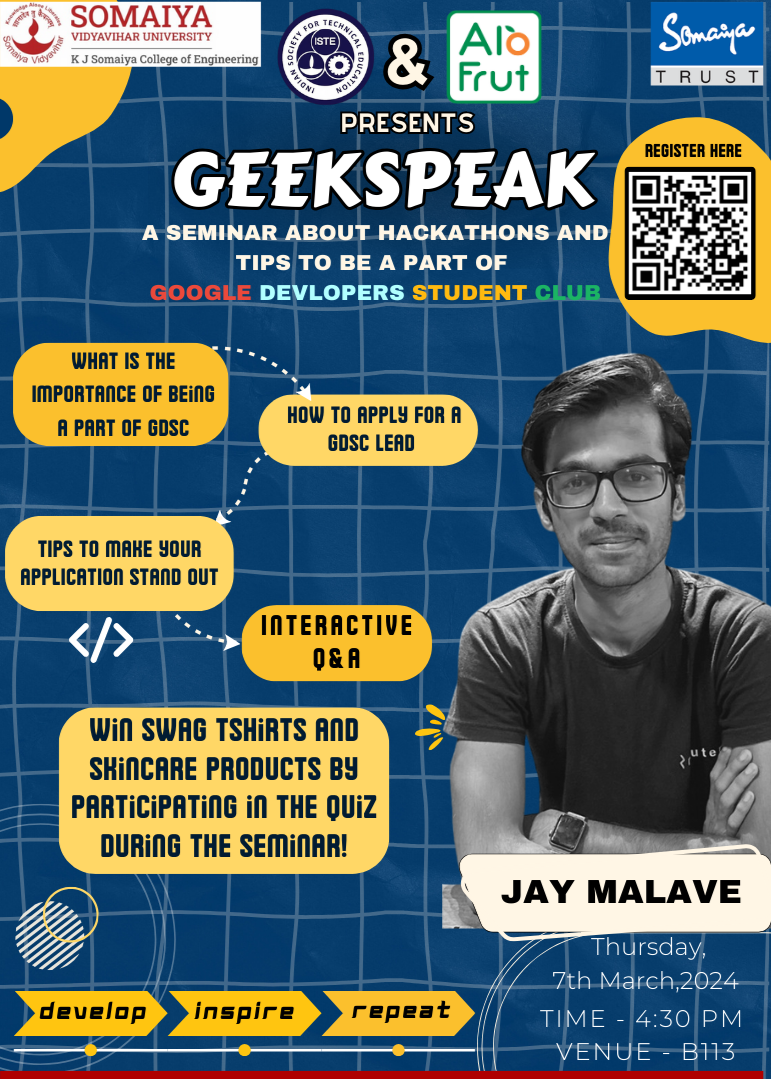 Knowledge Alone Liberates
Somaiya Vidyavihar
SOMAIYA
VIDYAVIHAR UNIVERSITY
K J Somaiya College of Engineering
INDIAN SOCIETY FOR TECHNICAL EDUCATION
ISTE
&
Alò
Frut
Somaiya
TRUST
PRESENTS
GEEKSPEAK
A SEMINAR ABOUT HACKATHONS AND
TIPS TO BE A PART OF
GOOGLE DEVLOPERS STUDENT CLUB
REGISTER HERE
WHAT IS THE
IMPORTANCE OF BEING
A PART OF GDSC
HOW TO APPLY FOR A
GDSC LEAD
TIPS TO MAKE YOUR
APPLICATION STAND OUT
</>
INTERACTIVE
Q&A
WIN SWAG TSHIRTS AND
SKINCARE PRODUCTS BY
PARTICIPATING IN THE QUIZ
DURING THE SEMINAR!
JAY MALAVE
Thursday,
7th March,2024
TIME - 4:30 PM
VENUE - B113
develop inspire repeat